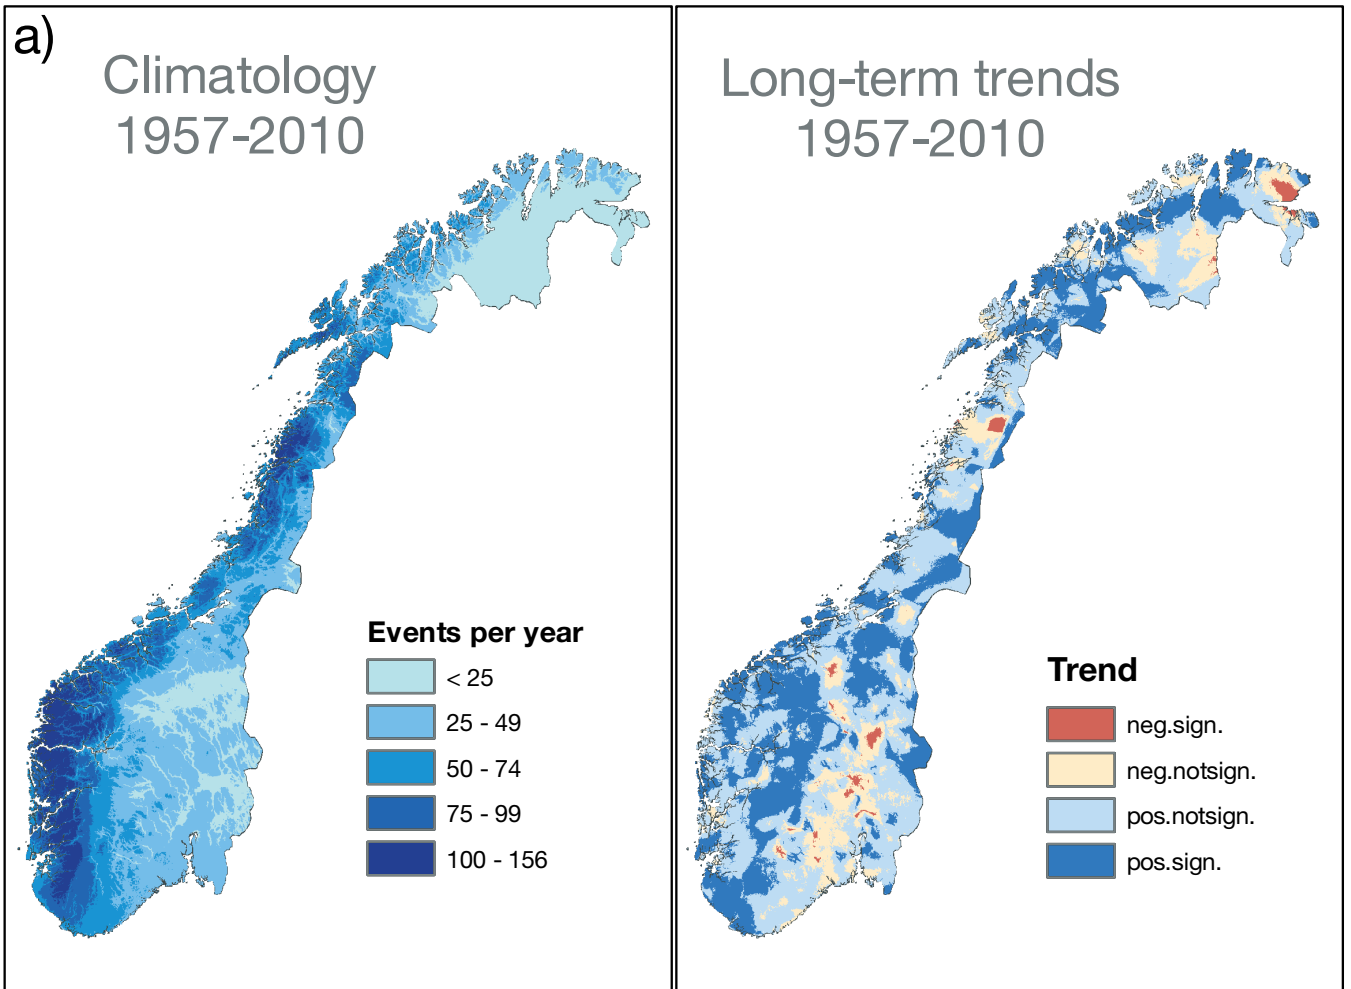 a)
Climatology
1957-2010
Events per year
< 25
25 - 49
50 - 74
75 - 99
100 - 156
Long-term trends
1957-2010
Trend
neg.sign.
neg.notsign.
pos.notsign.
pos.sign.